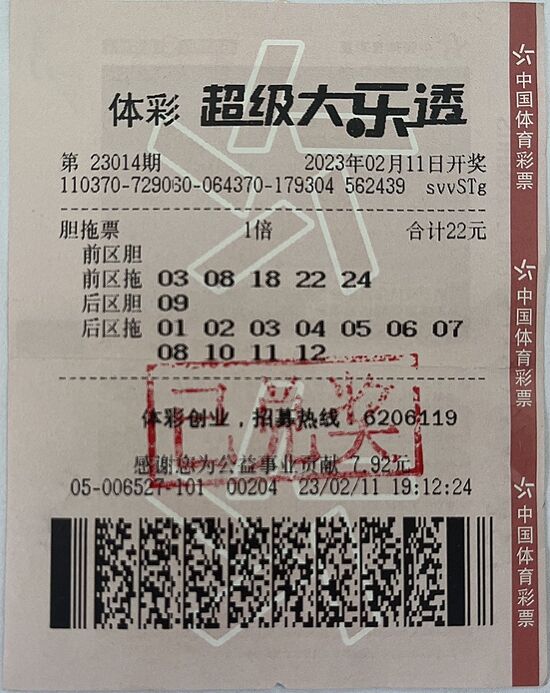 体彩 超级大乐透
第 23014期 2023年02月11日开奖
110370-729060-064370-179304 562439 svvSTg
胆拖票 1倍 合计22元
前区胆
前区拖 03 08 18 22 24
后区胆 09
后区拖 01 02 03 04 05 06 07
08 10 11 12
已兑奖
体彩创业，招募热线 6206119
感谢您为公益事业贡献 7.92元
05-006527-101 00204 23/02/11 19:12:24
中国体育彩票
中国体育彩票
中国体育彩票